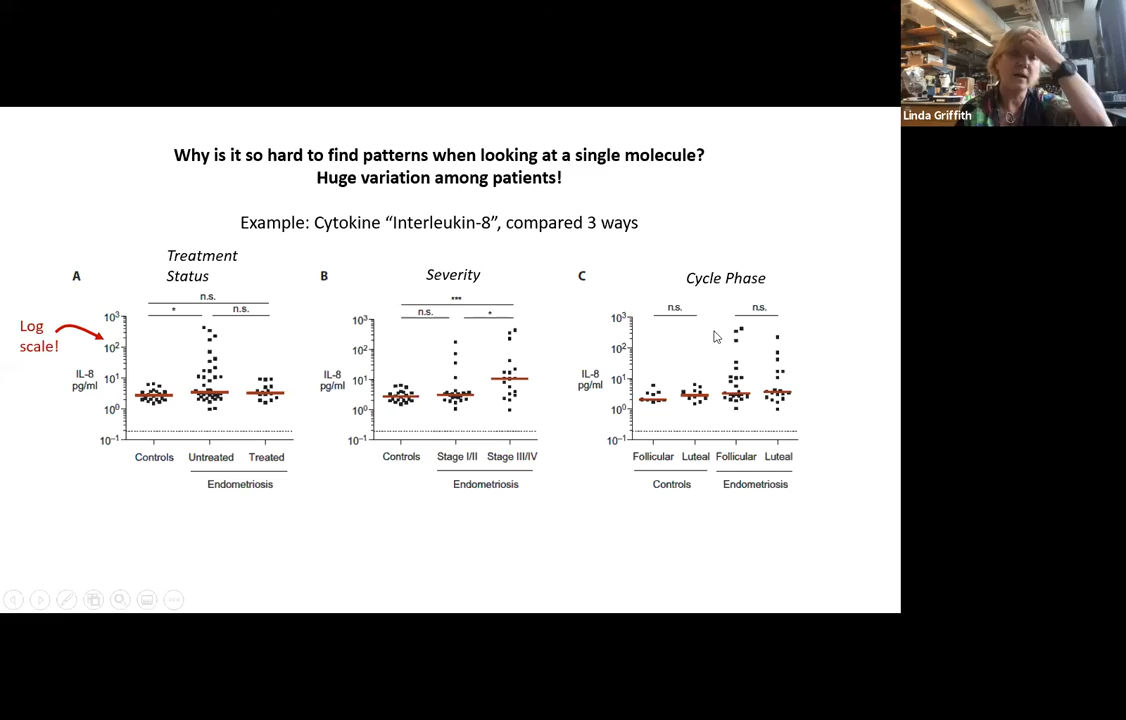 Linda Griffith
Why is it so hard to find patterns when looking at a single molecule?
Huge variation among patients!
Example: Cytokine “Interleukin-8”, compared 3 ways
Log
scale!
A
Treatment
Status
n.s.
*
n.s.
10³
10²
10¹
10⁰
10⁻¹
IL-8
pg/ml
Controls
Untreated
Treated
Endometriosis
B
Severity
***
n.s.
*
10³
10²
10¹
10⁰
10⁻¹
IL-8
pg/ml
Controls
Stage I/II
Stage III/IV
Endometriosis
C
Cycle Phase
n.s.
n.s.
10³
10²
10¹
10⁰
10⁻¹
IL-8
pg/ml
Follicular
Luteal
Follicular
Luteal
Controls
Endometriosis